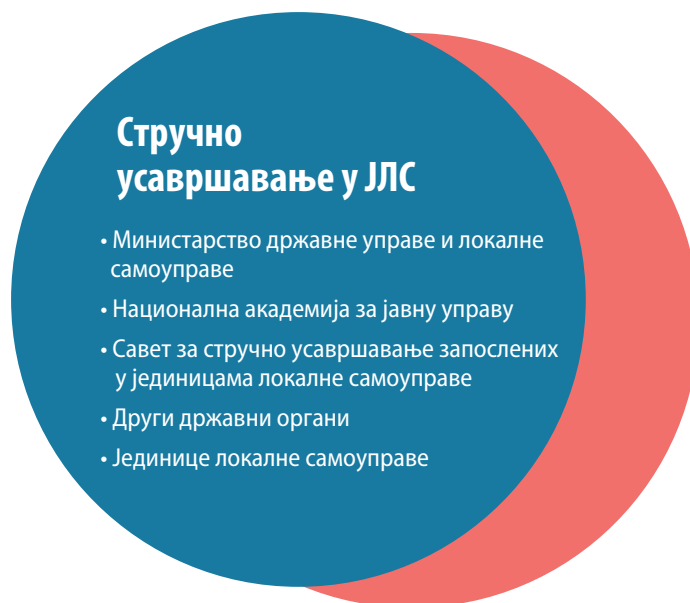 Стручно
усавршавање у ЈЛС
• Министарство државне управе и локалне
самоуправе
• Национална академија за јавну управу
• Савет за стручно усавршавање запослених
у јединицама локалне самоуправе
• Други државни органи
• Јединице локалне самоуправе